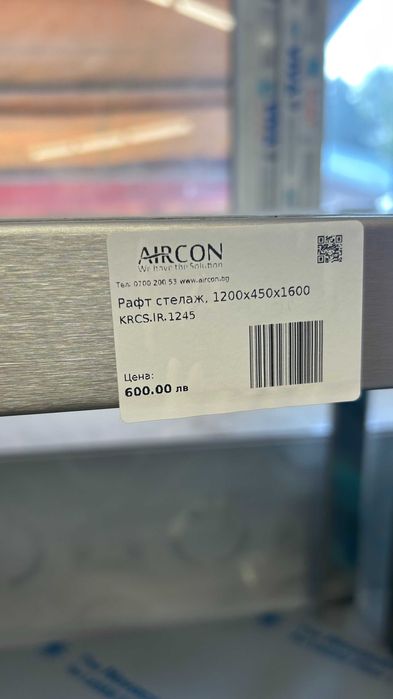 AIRCON
We have the Solution
Тел. 0700 200 53 www.aircon.bg
Рафт стелаж, 1200x450x1600
KRCS.IR.1245
Цена:
600.00 лв